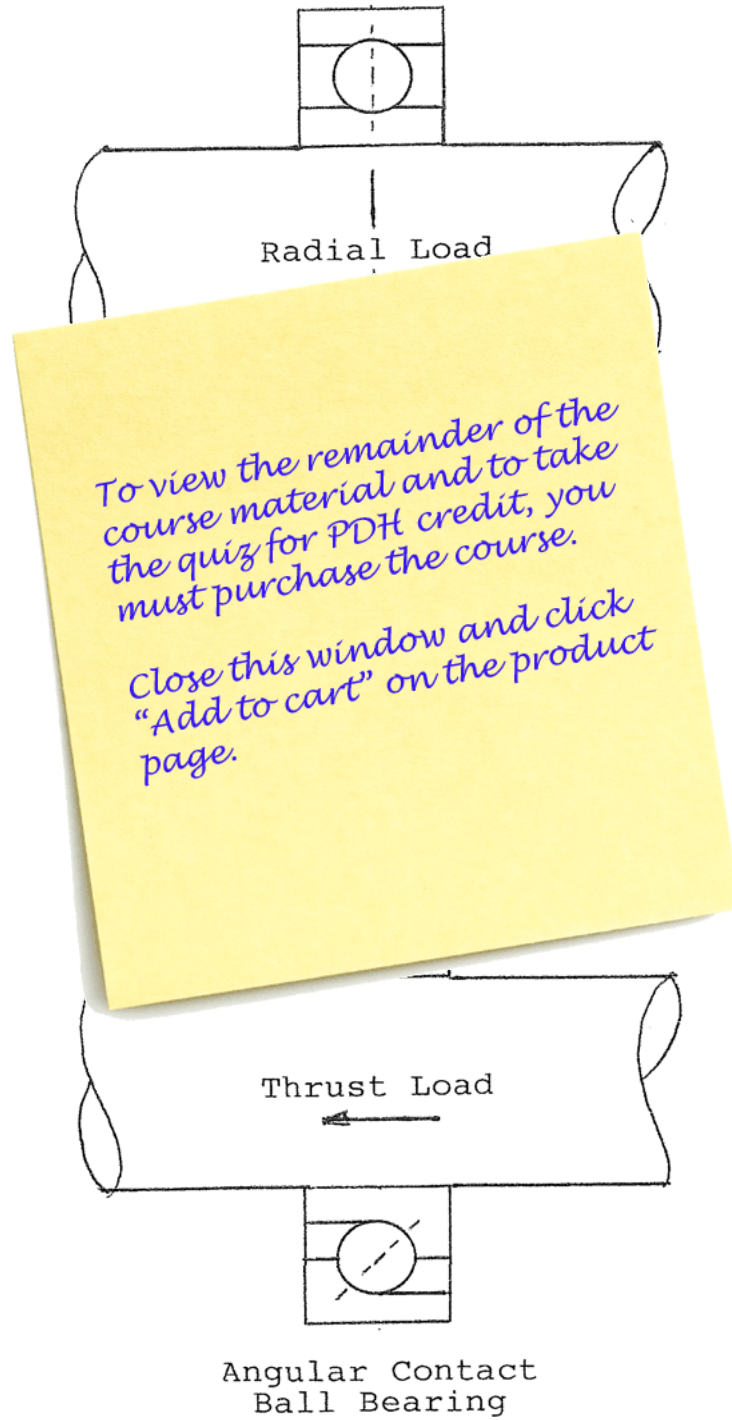 Radial Load
To view the remainder of the
course material and to take
the quiz for PDH credit, you
must purchase the course.
Close this window and click
“Add to cart” on the product
page.
Thrust Load
Angular Contact
Ball Bearing